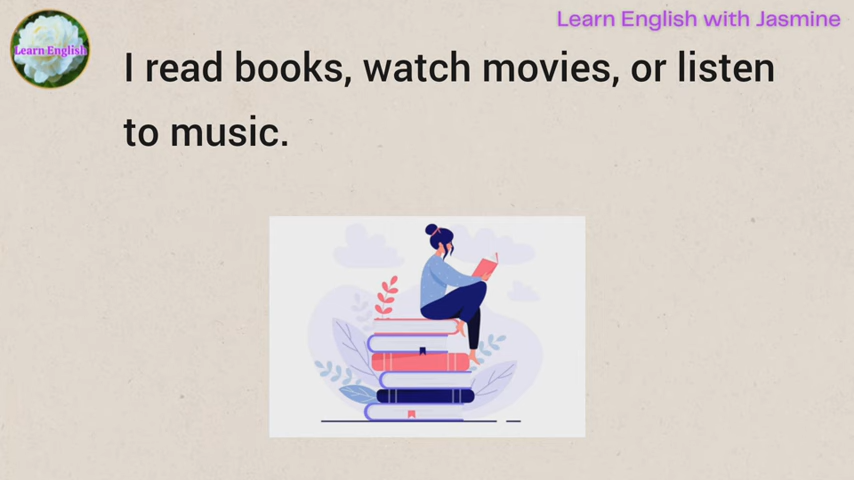 Learn English with Jasmine
Learn English
I read books, watch movies, or listen
to music.